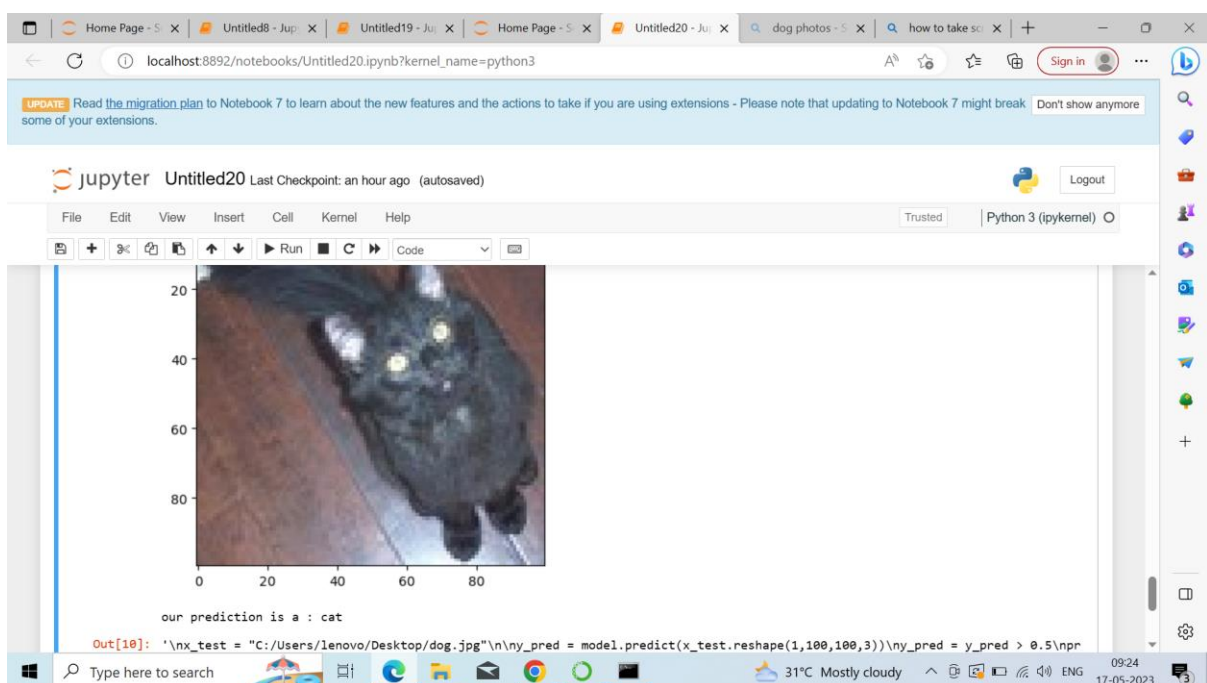 Home Page - S
Untitled8 - Jup
Untitled19 - Ju
Home Page - S
Untitled20 - Ju
dog photos - S
how to take sc
localhost:8892/notebooks/Untitled20.ipynb?kernel_name=python3
Sign in
UPDATE Read the migration plan to Notebook 7 to learn about the new features and the actions to take if you are using extensions - Please note that updating to Notebook 7 might break
some of your extensions.
Don't show anymore
jupyter Untitled20 Last Checkpoint: an hour ago (autosaved)
Logout
File Edit View Insert Cell Kernel Help
Trusted
Python 3 (ipykernel)
Run
Code
20
40
60
80
0 20 40 60 80
our prediction is a : cat
Out[10]: '\nx_test = "C:/Users/lenovo/Desktop/dog.jpg"\n\ny_pred = model.predict(x_test.reshape(1,100,100,3))\ny_pred = y_pred > 0.5\npr
Type here to search
31°C Mostly cloudy
ENG
09:24
17-05-2023
3